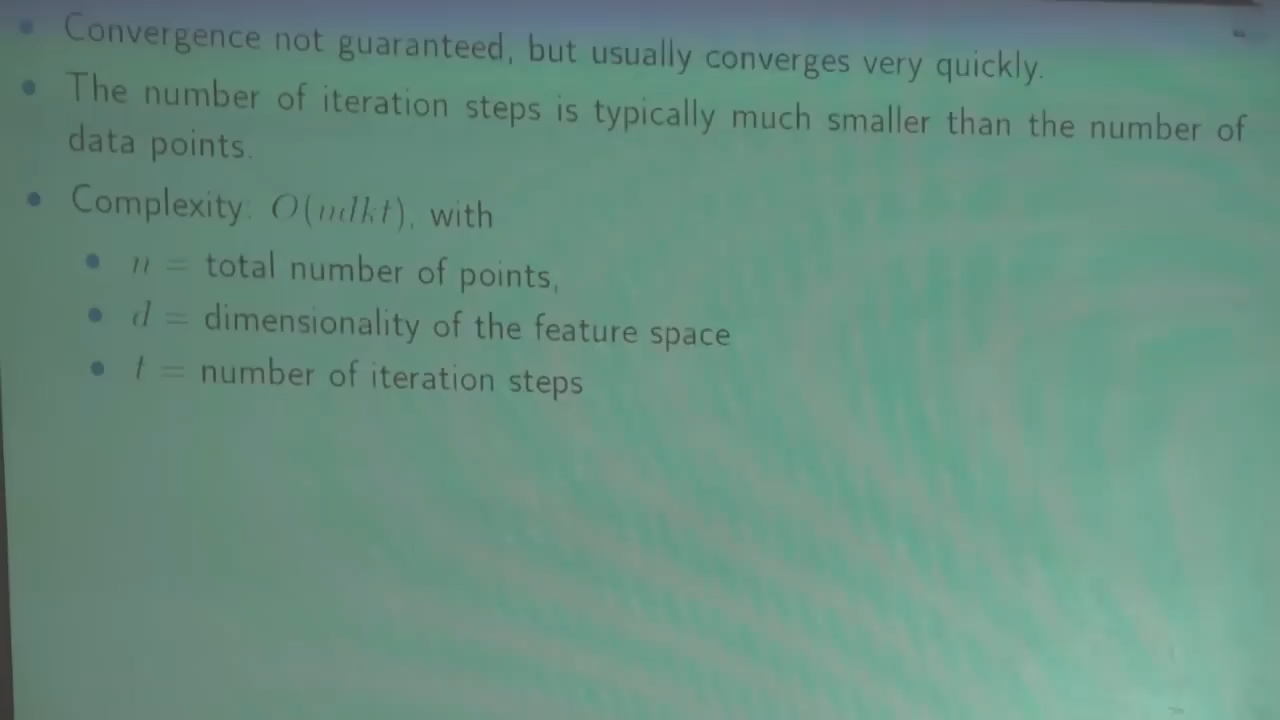 • Convergence not guaranteed, but usually converges very quickly.
• The number of iteration steps is typically much smaller than the number of
data points.
• Complexity: O(ndkt), with
• n = total number of points,
• d = dimensionality of the feature space
• t = number of iteration steps